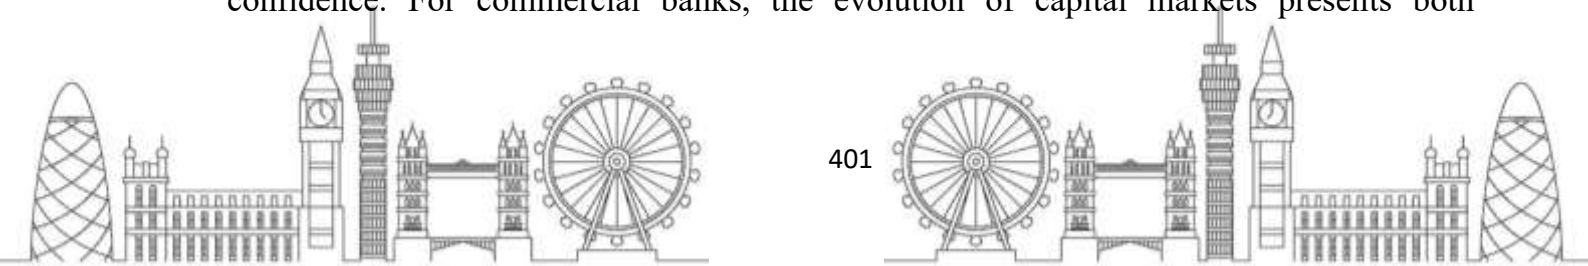 confidence. For commercial banks, the evolution of capital markets presents both
401